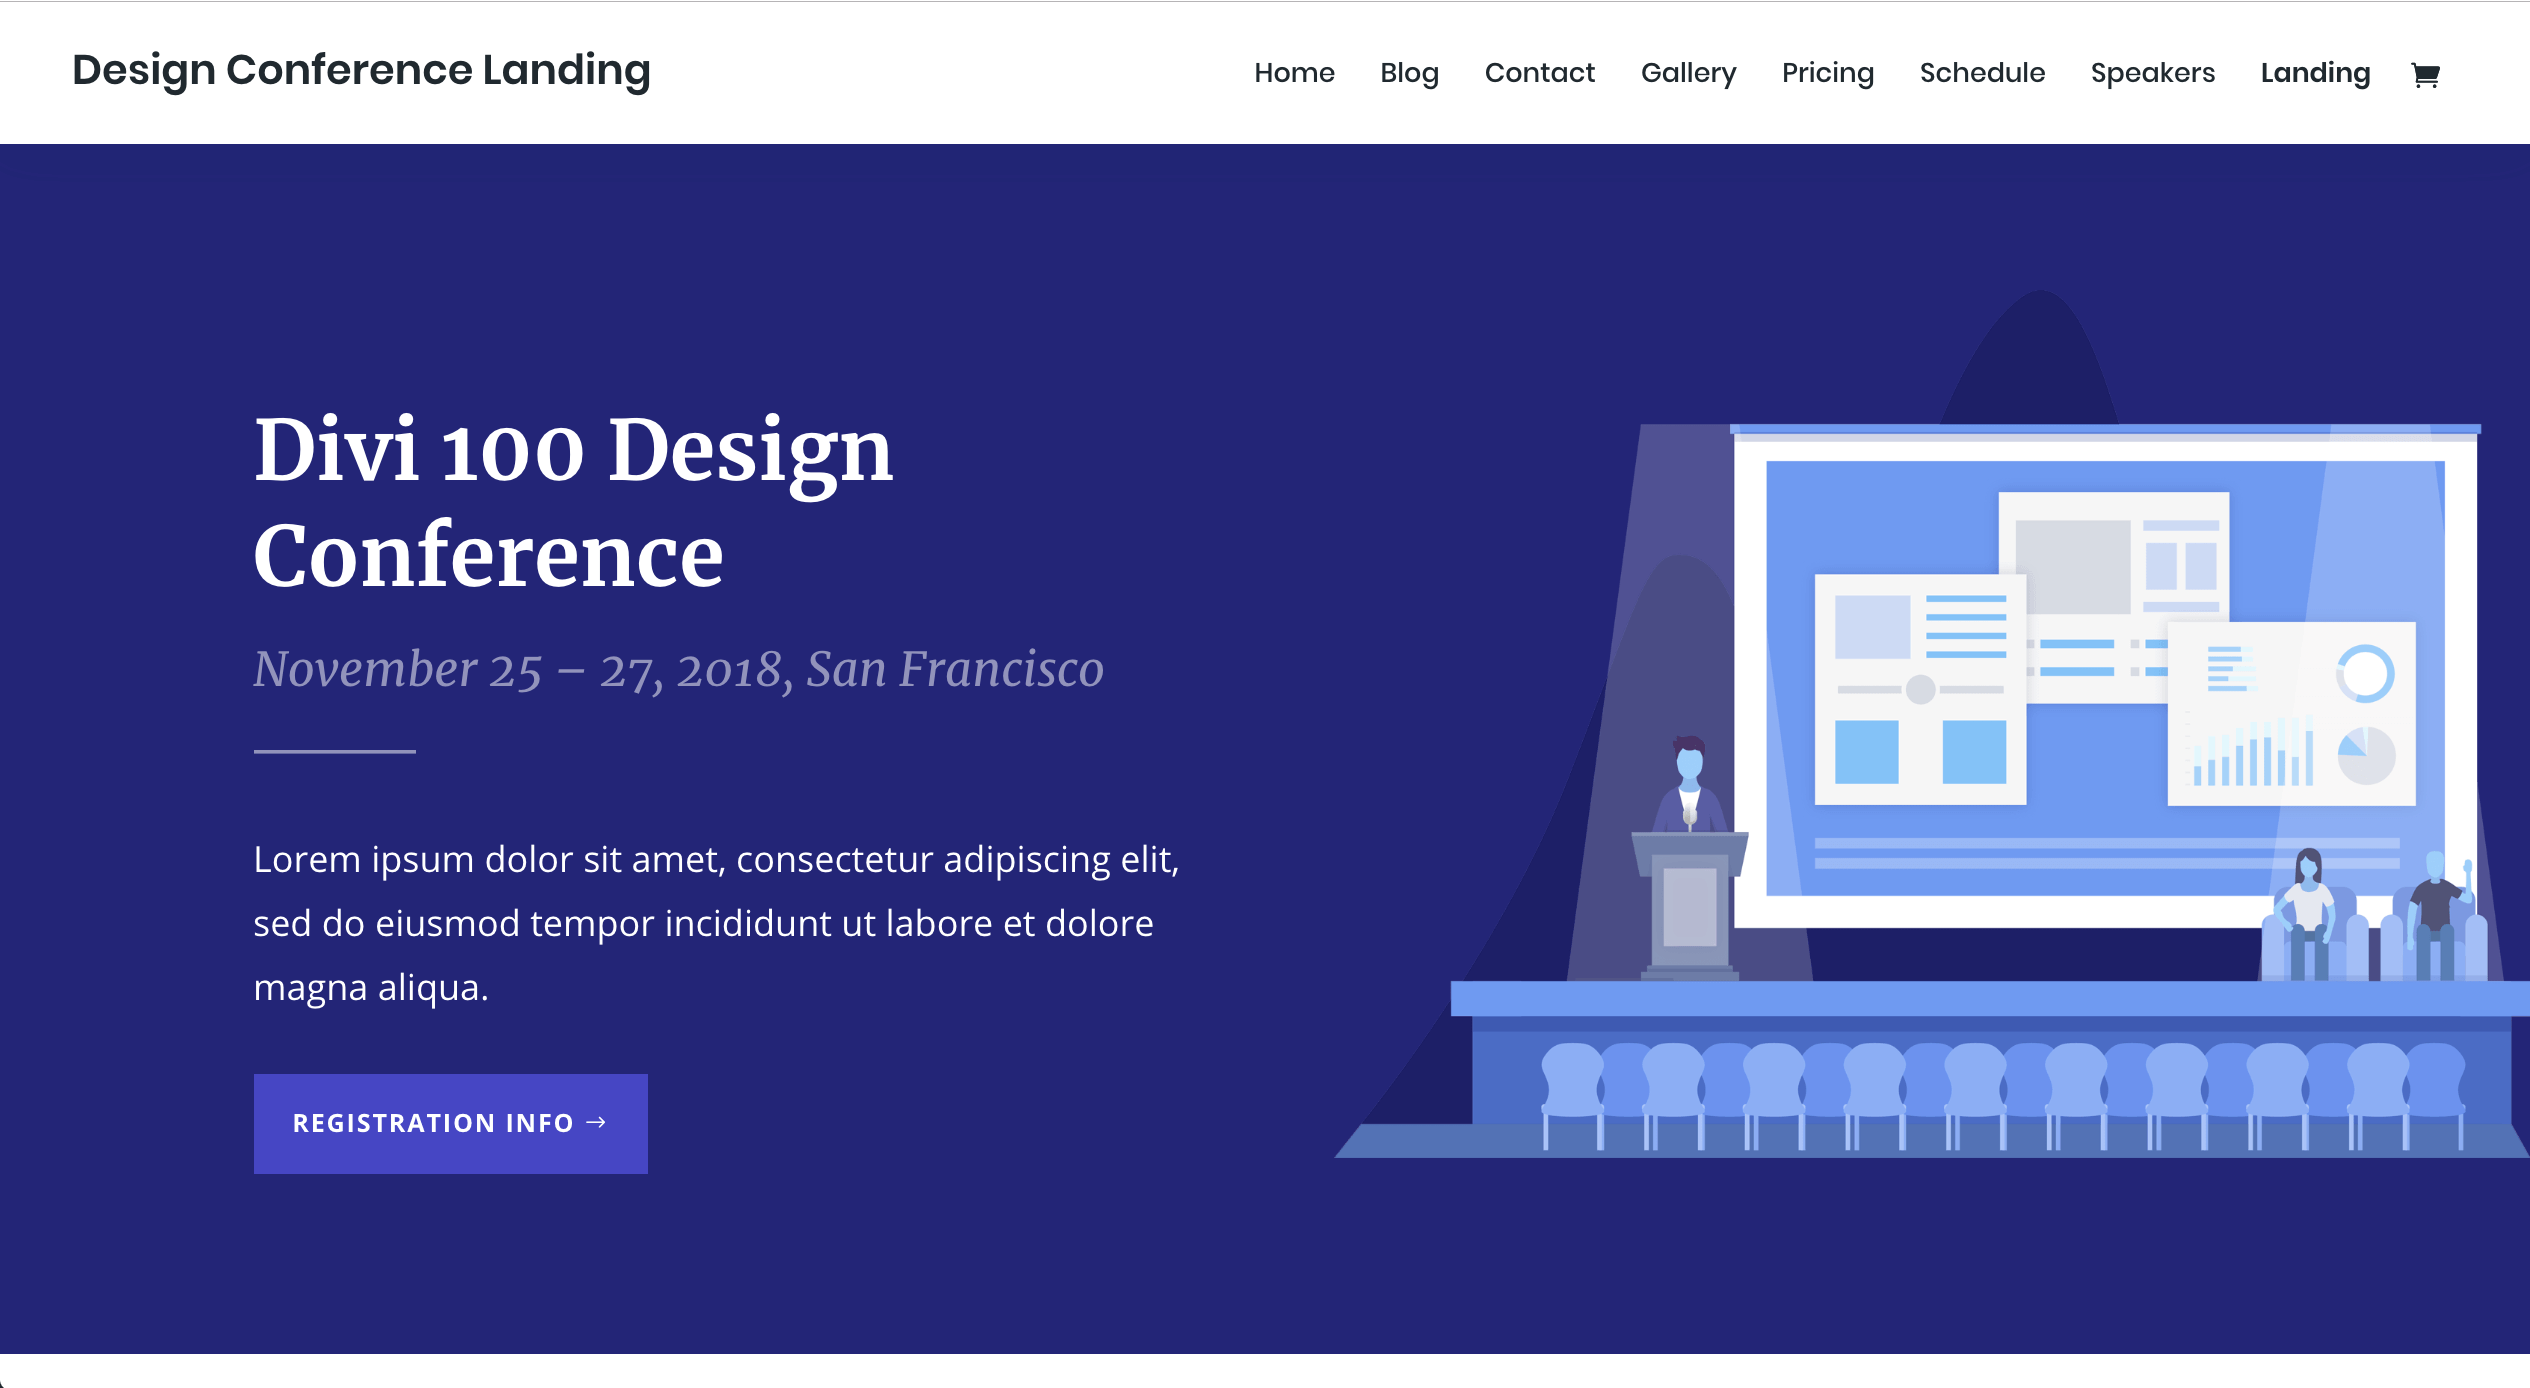 Design Conference Landing
Home Blog Contact Gallery Pricing Schedule Speakers Landing
Divi 100 Design
Conference
November 25 – 27, 2018, San Francisco
Lorem ipsum dolor sit amet, consectetur adipiscing elit,
sed do eiusmod tempor incididunt ut labore et dolore
magna aliqua.
REGISTRATION INFO →